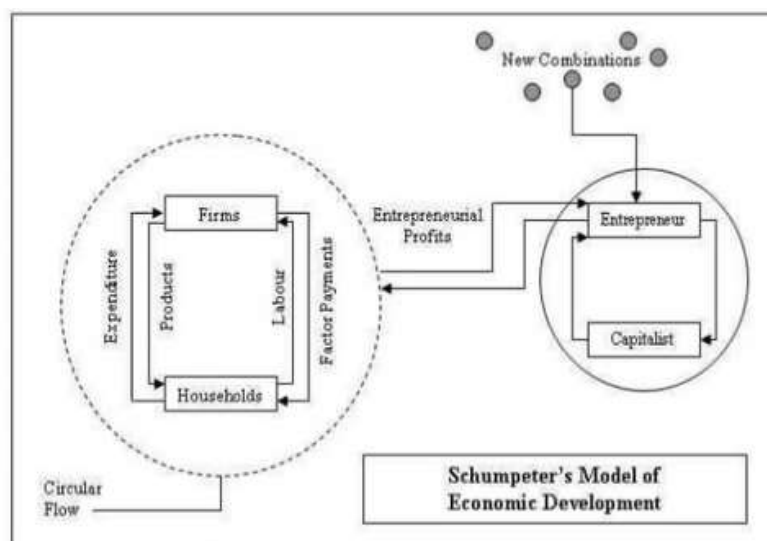 New Combinations
Firms
Entrepreneurial
Profits
Entrepreneur
Expenditure
Products
Labour
Factor Payments
Capitalist
Households
Circular
Flow
Schumpeter's Model of
Economic Development